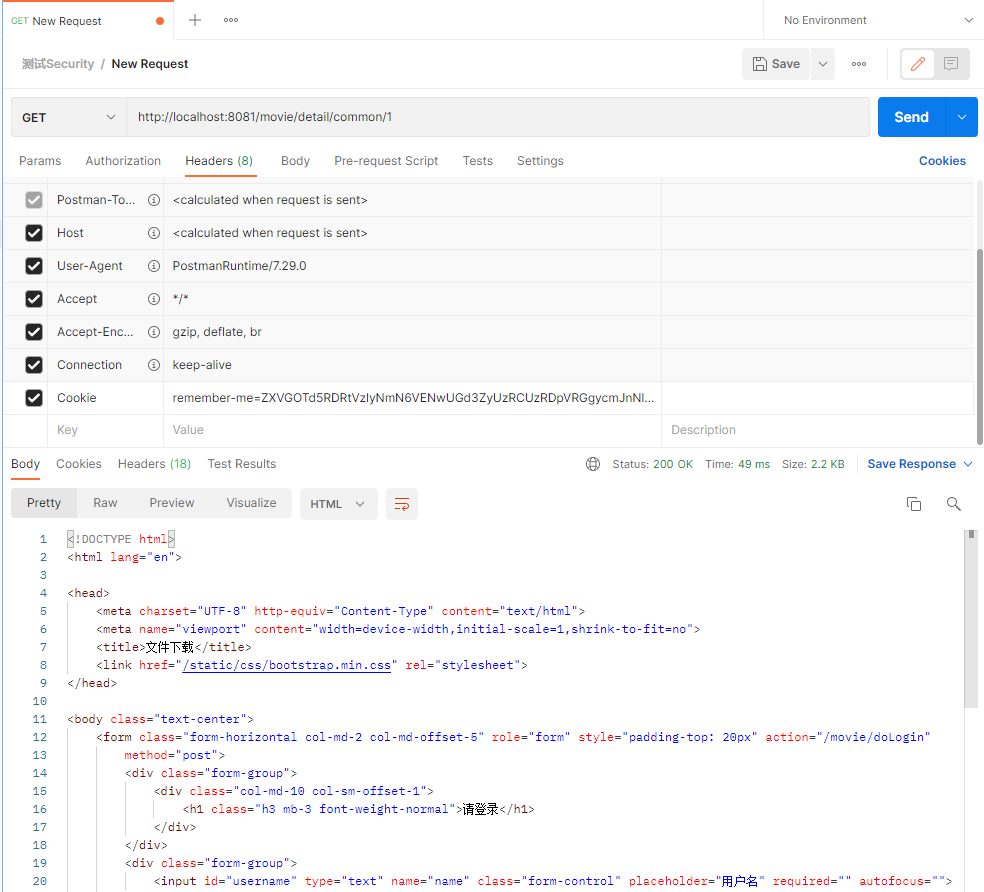 GET New Request
No Environment
测试Security / New Request
Save
GET
http://localhost:8081/movie/detail/common/1
Send
Params Authorization Headers (8) Body Pre-request Script Tests Settings Cookies
Postman-To... <calculated when request is sent>
Host <calculated when request is sent>
User-Agent PostmanRuntime/7.29.0
Accept */*
Accept-Enc... gzip, deflate, br
Connection keep-alive
Cookie remember-me=ZXVGOTd5RDRtVzIyNmN6VENwUGd3ZyUzRCUzRDpVRGgycmJnNl...
Key Value Description
Body Cookies Headers (18) Test Results Status: 200 OK Time: 49 ms Size: 2.2 KB Save Response
Pretty Raw Preview Visualize HTML
1 <!DOCTYPE html>
2 <html lang="en">
3
4 <head>
5 <meta charset="UTF-8" http-equiv="Content-Type" content="text/html">
6 <meta name="viewport" content="width=device-width,initial-scale=1,shrink-to-fit=no">
7 <title>文件下载</title>
8 <link href="/static/css/bootstrap.min.css" rel="stylesheet">
9 </head>
10
11 <body class="text-center">
12 <form class="form-horizontal col-md-2 col-md-offset-5" role="form" style="padding-top: 20px" action="/movie/doLogin"
13 method="post">
14 <div class="form-group">
15 <div class="col-md-10 col-sm-offset-1">
16 <h1 class="h3 mb-3 font-weight-normal">请登录</h1>
17 </div>
18 </div>
19 <div class="form-group">
20 <input id="username" type="text" name="name" class="form-control" placeholder="用户名" required="" autofocus="">